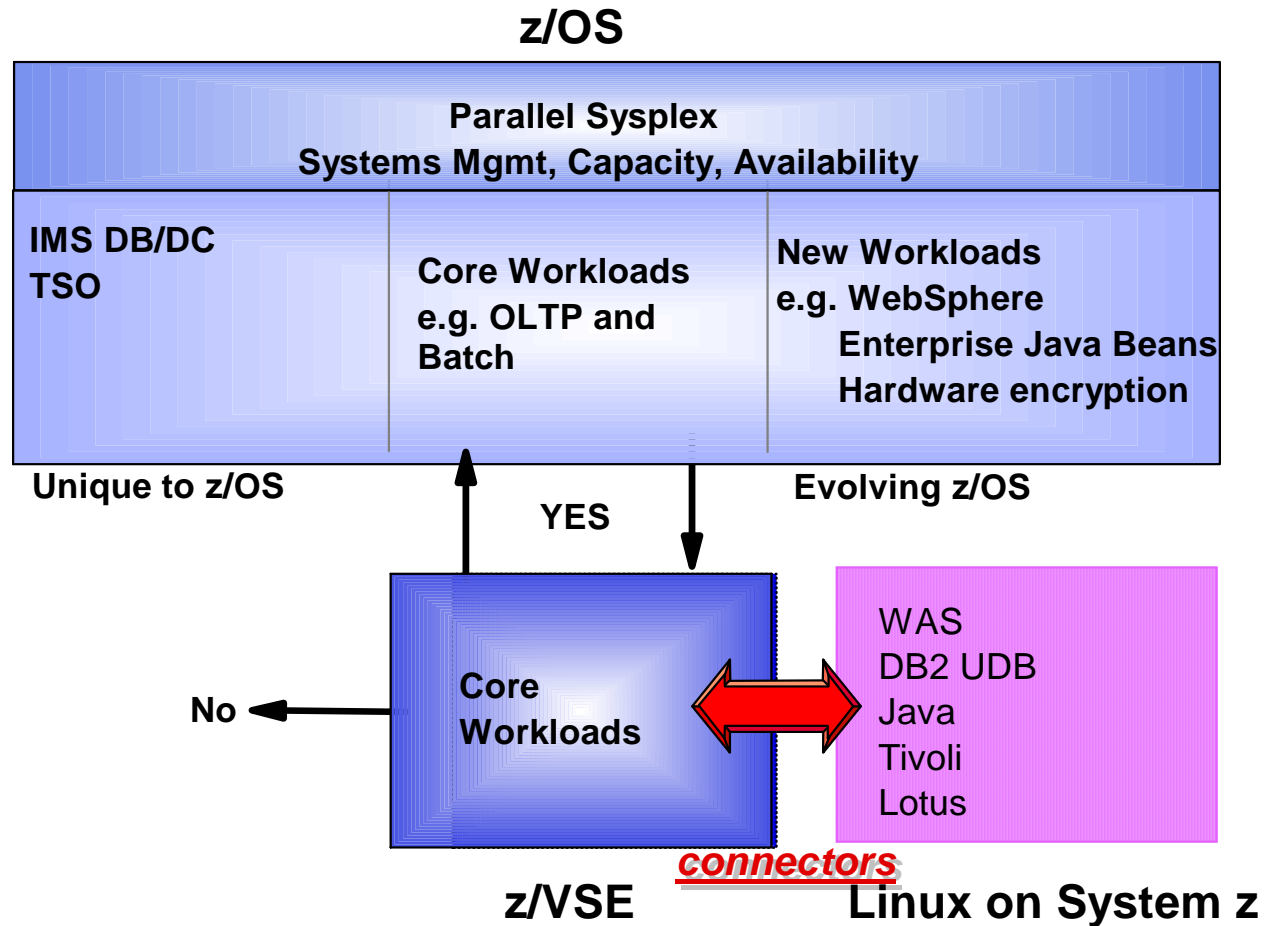 z/OS
Parallel Sysplex
Systems Mgmt, Capacity, Availability
IMS DB/DC
TSO
Core Workloads
e.g. OLTP and
Batch
New Workloads
e.g. WebSphere
Enterprise Java Beans
Hardware encryption
Unique to z/OS
YES
Evolving z/OS
No
Core
Workloads
WAS
DB2 UDB
Java
Tivoli
Lotus
connectors
z/VSE
Linux on System z